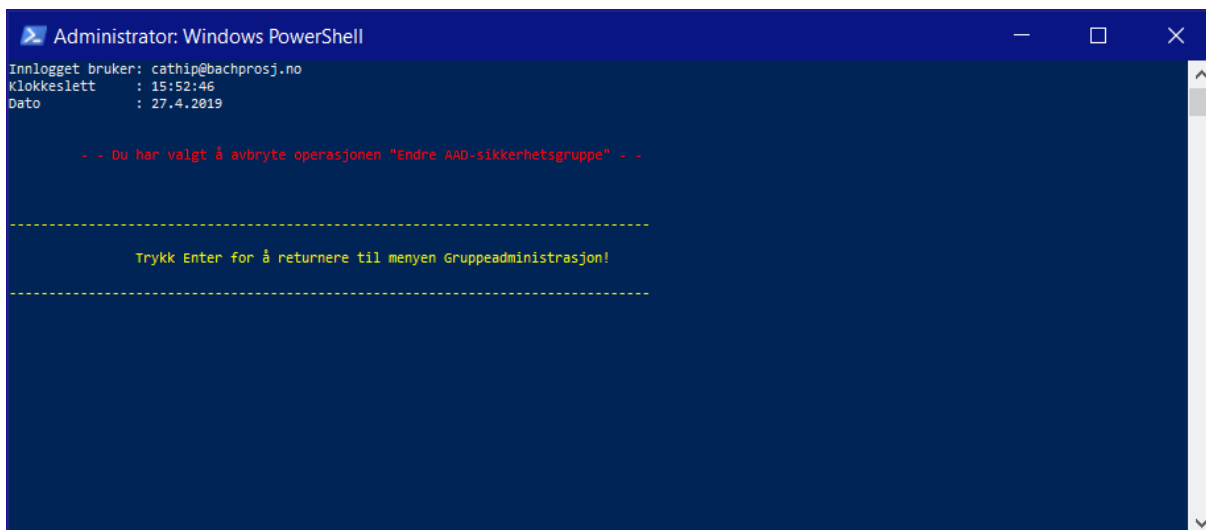 Administrator: Windows PowerShell
Innlogget bruker: cathip@bachprosj.no
Klokkeslett     : 15:52:46
Dato            : 27.4.2019
- - Du har valgt å avbryte operasjonen "Endre AAD-sikkerhetsgruppe" - -
--------------------------------------------------------------------------------
Trykk Enter for å returnere til menyen Gruppeadministrasjon!
--------------------------------------------------------------------------------